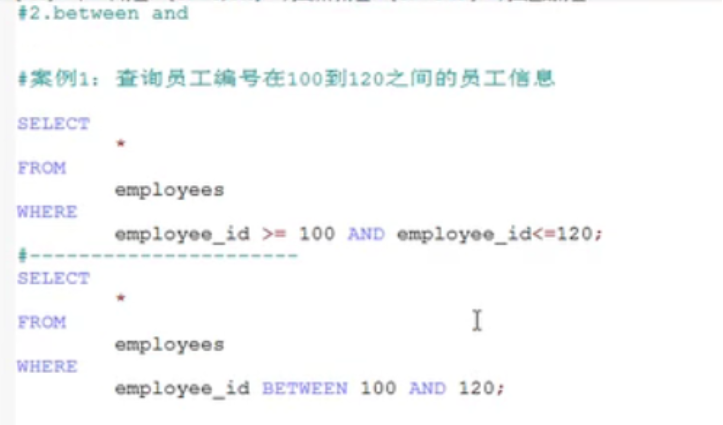 #2.between and
#案例1：查询员工编号在100到120之间的员工信息
SELECT
*
FROM
employees
WHERE
employee_id >= 100 AND employee_id<=120;
#----------------------
SELECT
*
FROM
employees
WHERE
employee_id BETWEEN 100 AND 120;